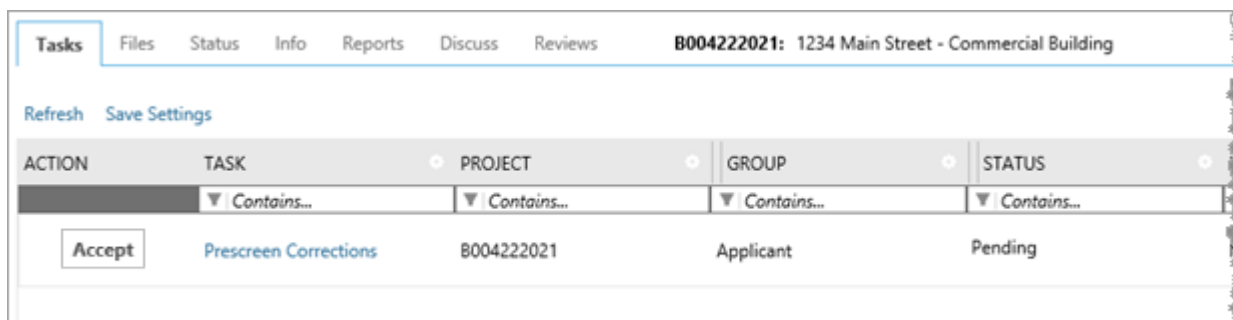 Tasks Files Status Info Reports Discuss Reviews B004222021: 1234 Main Street - Commercial Building
Refresh Save Settings
ACTION TASK PROJECT GROUP STATUS
Contains... Contains... Contains... Contains...
Accept Prescreen Corrections B004222021 Applicant Pending